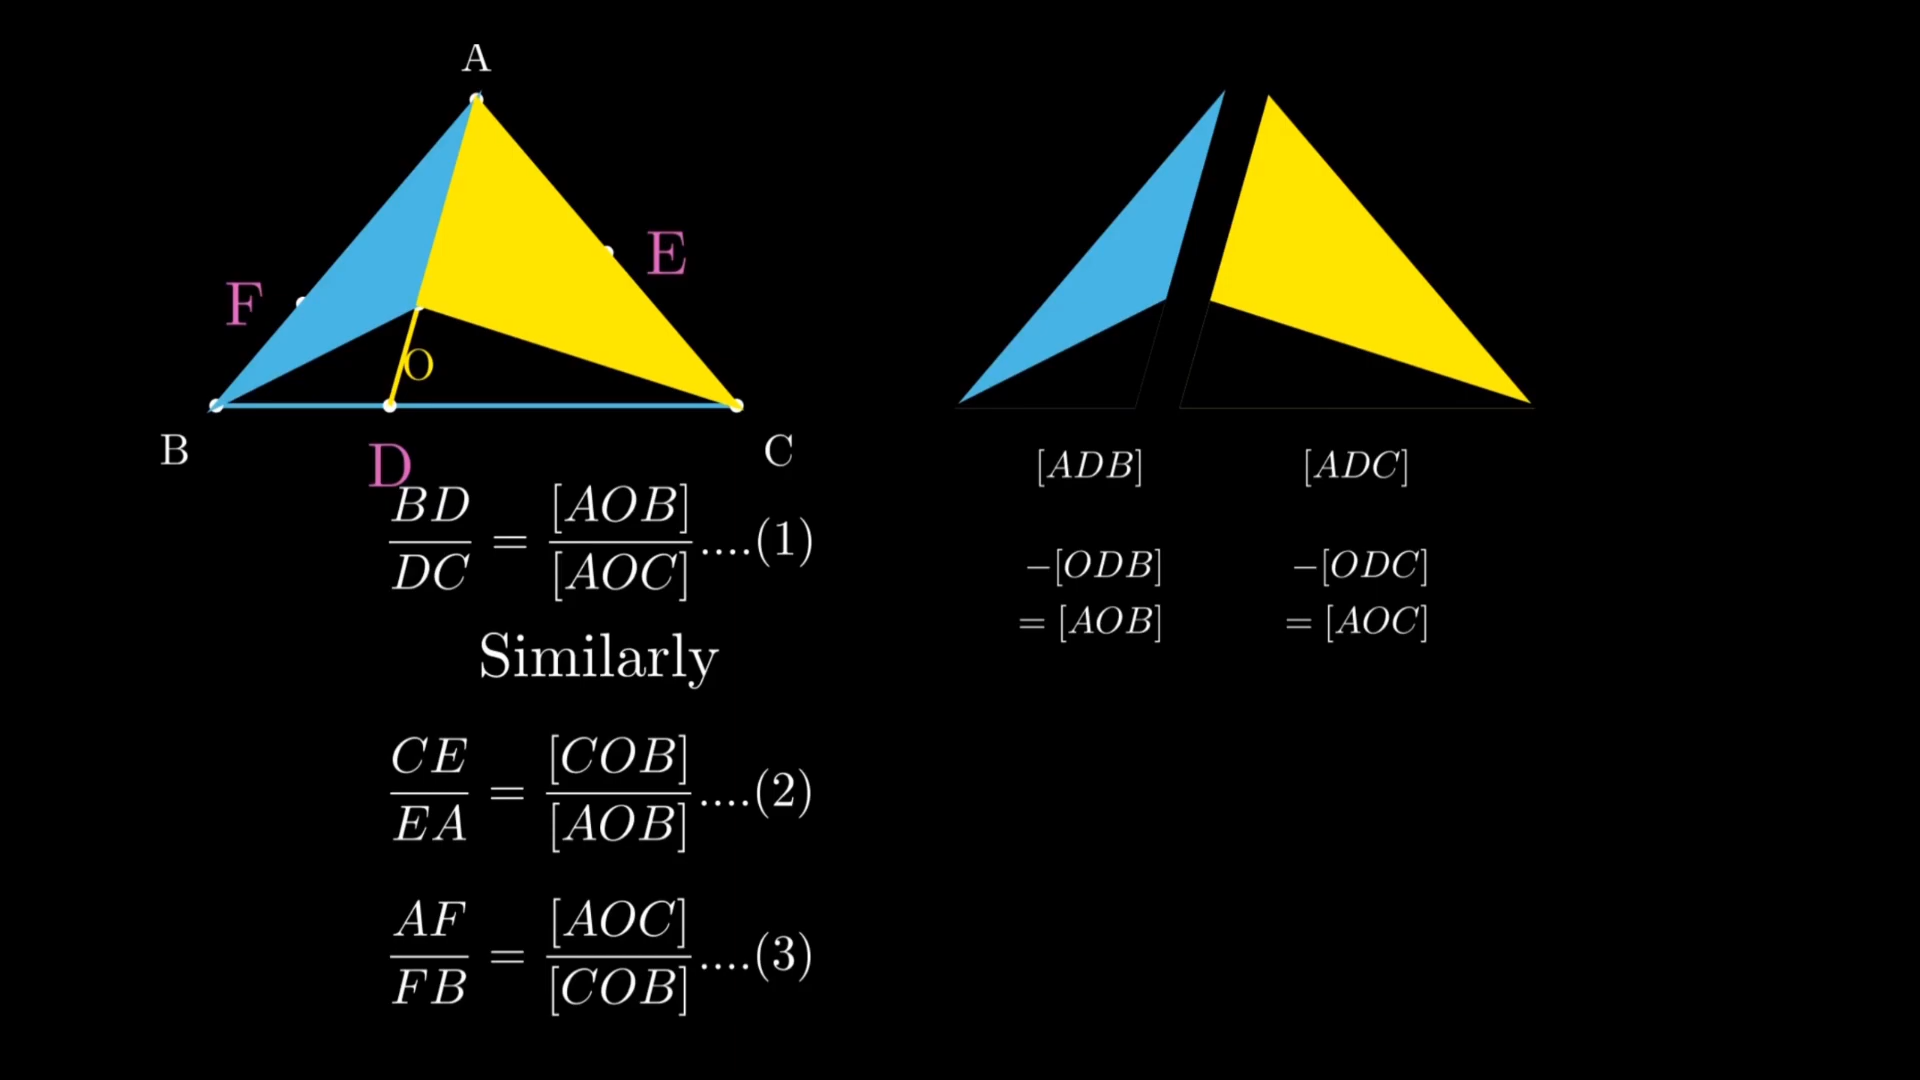 A
E
F
O
B
D
C
[ADB] [ADC]
BD/DC = [AOB]/[AOC] ....(1)
−[ODB] −[ODC]
= [AOB] = [AOC]
Similarly
CE/EA = [COB]/[AOB] ....(2)
AF/FB = [AOC]/[COB] ....(3)